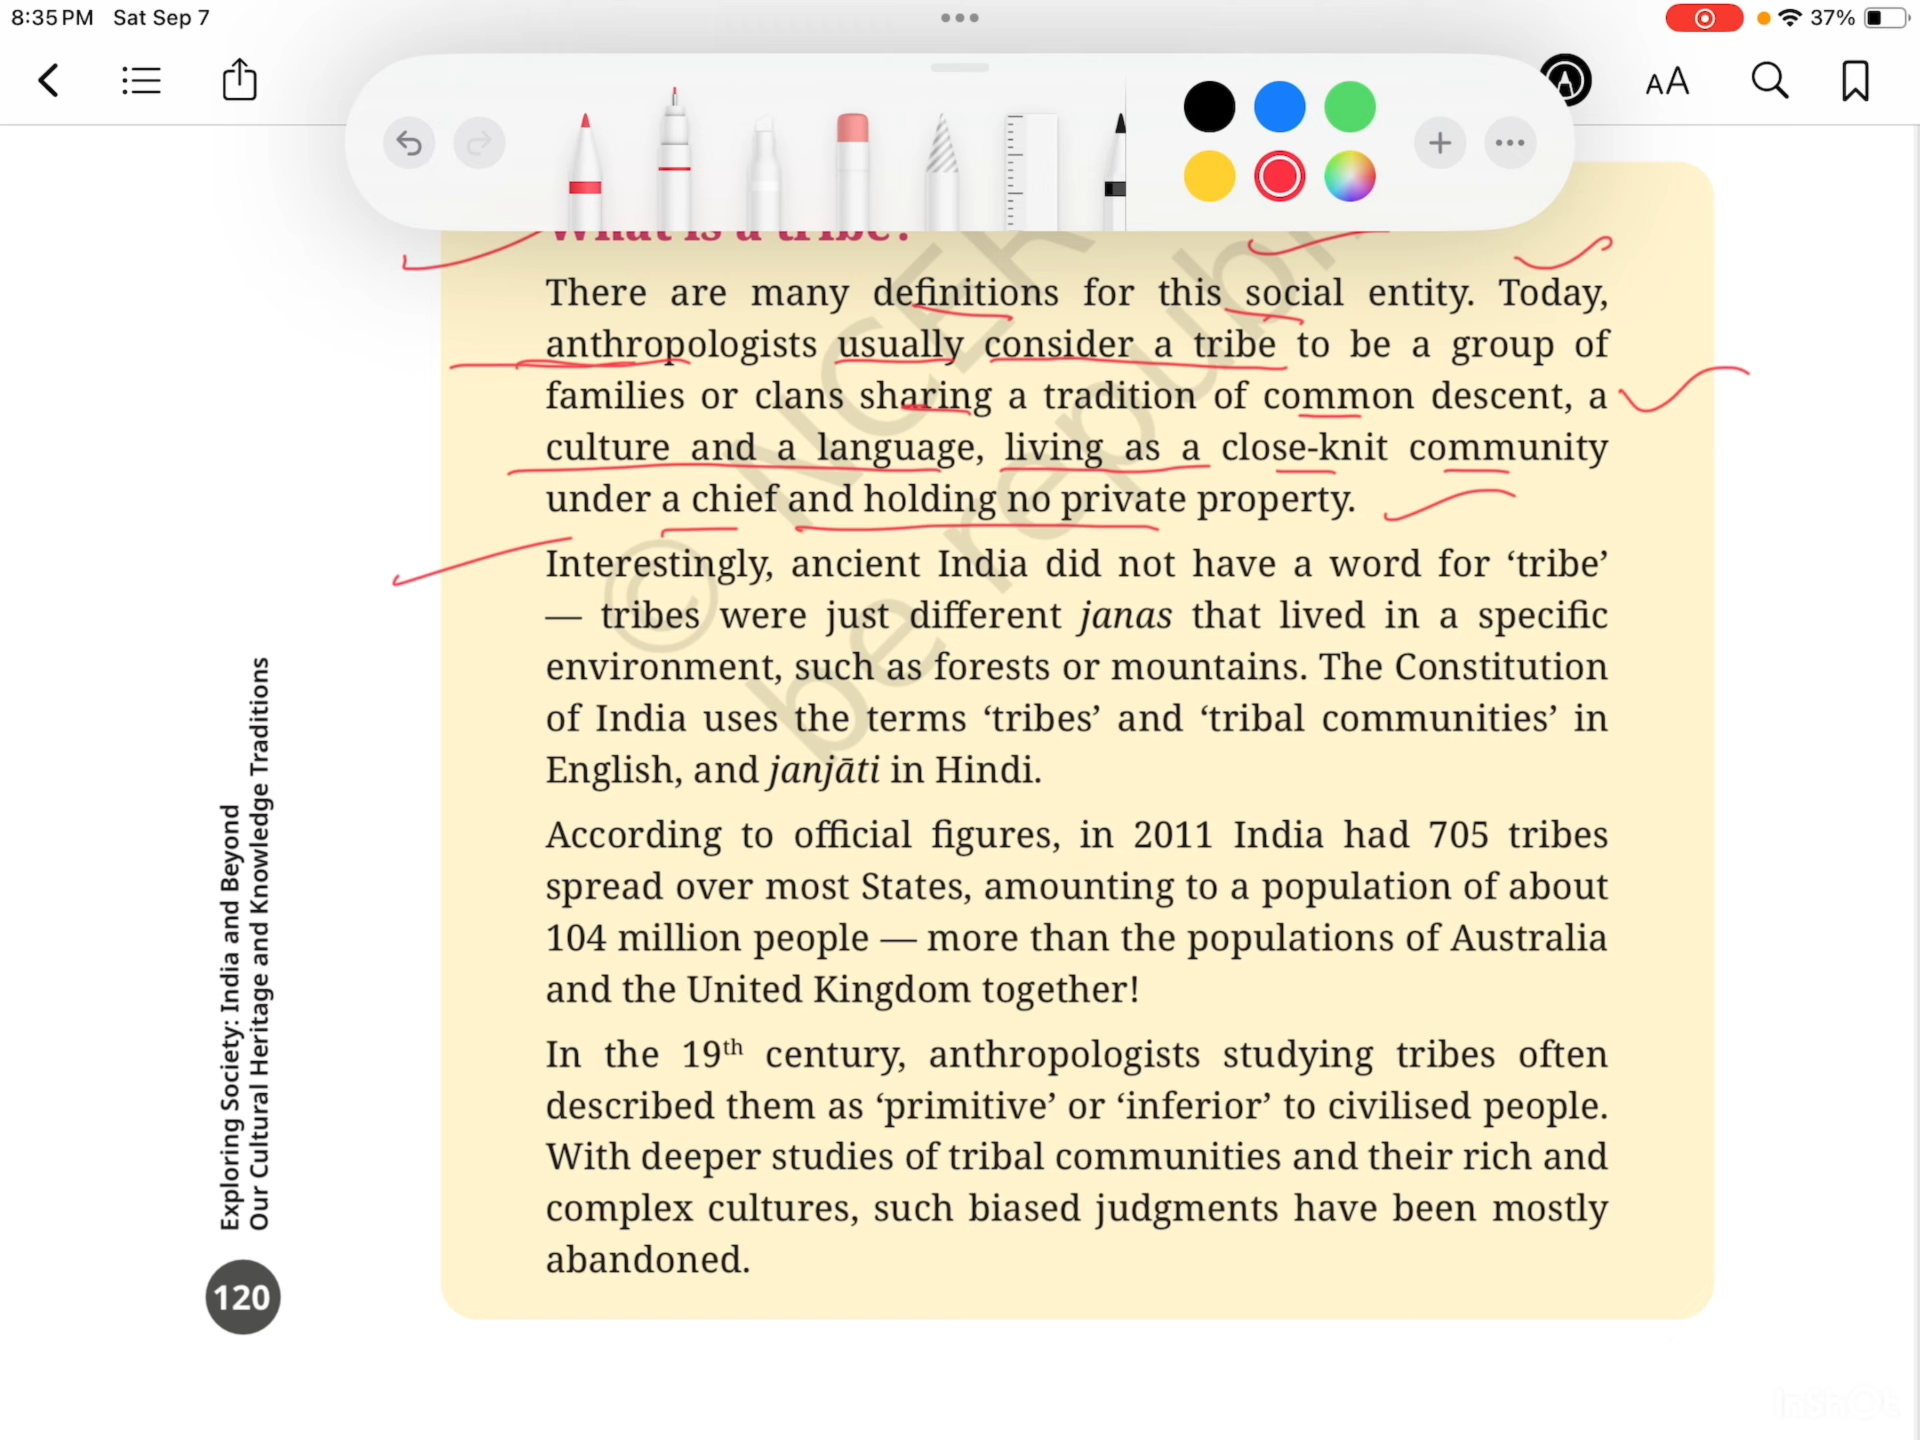 8:35 PM Sat Sep 7
37%
AA
What is a tribe?
There are many definitions for this social entity. Today,
anthropologists usually consider a tribe to be a group of
families or clans sharing a tradition of common descent, a
culture and a language, living as a close-knit community
under a chief and holding no private property.
Interestingly, ancient India did not have a word for ‘tribe’
— tribes were just different janas that lived in a specific
environment, such as forests or mountains. The Constitution
of India uses the terms ‘tribes’ and ‘tribal communities’ in
English, and janjāti in Hindi.
According to official figures, in 2011 India had 705 tribes
spread over most States, amounting to a population of about
104 million people — more than the populations of Australia
and the United Kingdom together!
In the 19th century, anthropologists studying tribes often
described them as ‘primitive’ or ‘inferior’ to civilised people.
With deeper studies of tribal communities and their rich and
complex cultures, such biased judgments have been mostly
abandoned.
Exploring Society: India and Beyond
Our Cultural Heritage and Knowledge Traditions
120
© NCER
be republ
InShOt